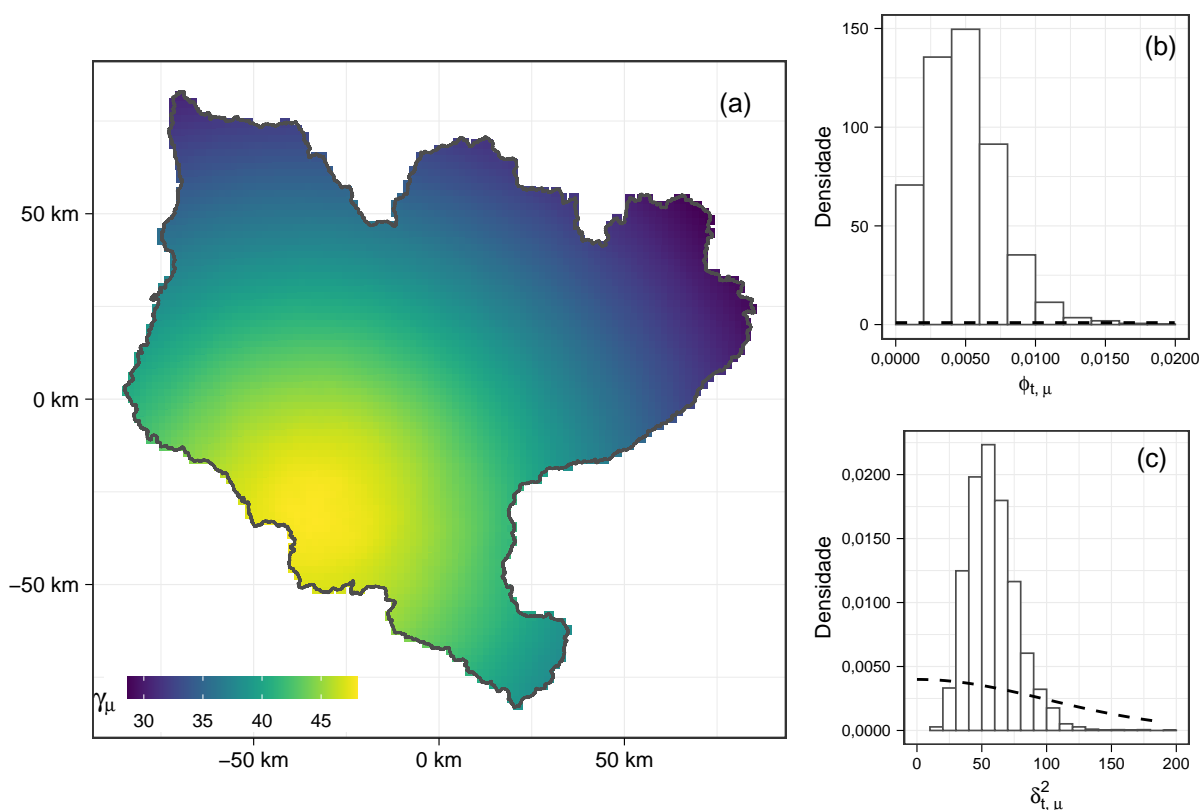 (a)
50 km
0 km
−50 km
γμ
30 35 40 45
−50 km 0 km 50 km
(b)
Densidade
150
100
50
0
0,0000 0,0050 0,0100 0,0150 0,0200
ϕt, μ
(c)
Densidade
0,0200
0,0150
0,0100
0,0050
0,0000
0 50 100 150 200
δ²t, μ